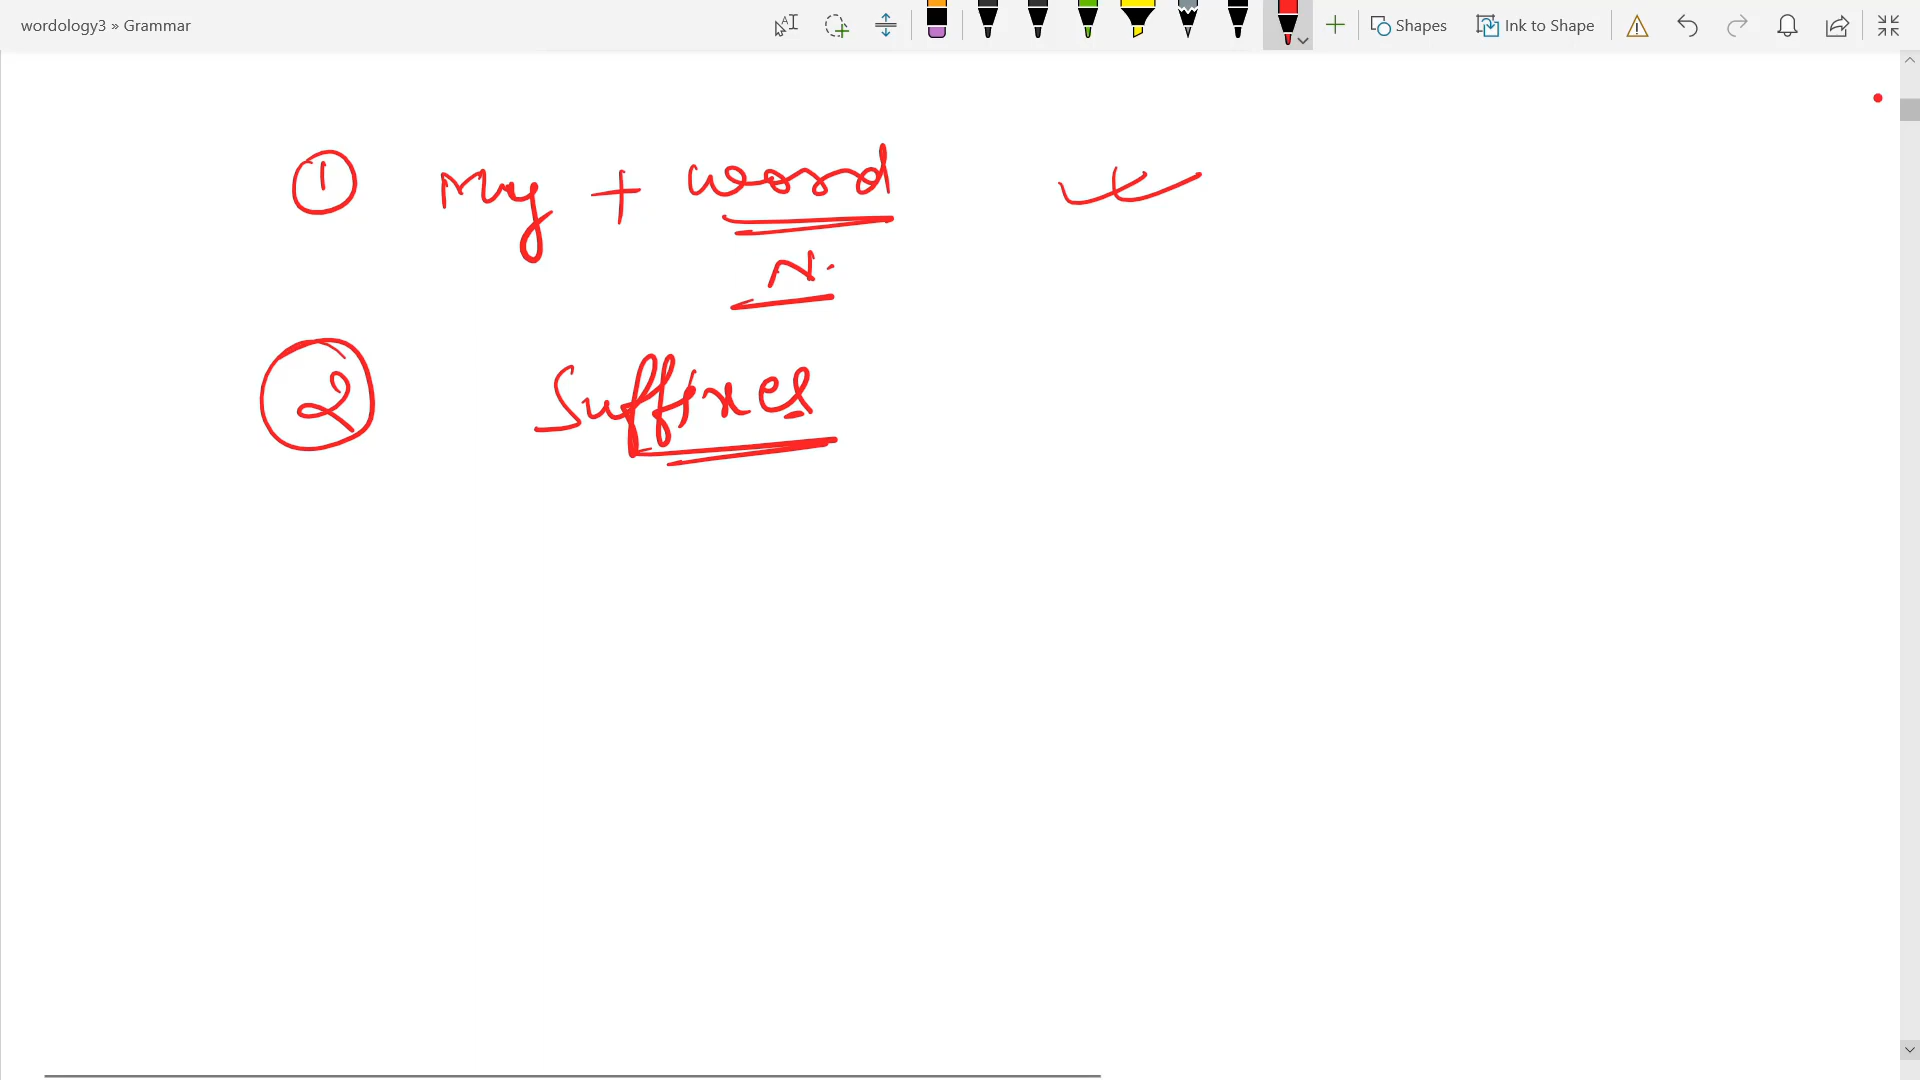 wordology3 » Grammar
Shapes
Ink to Shape
1 My + word
N.
2 Suffixes